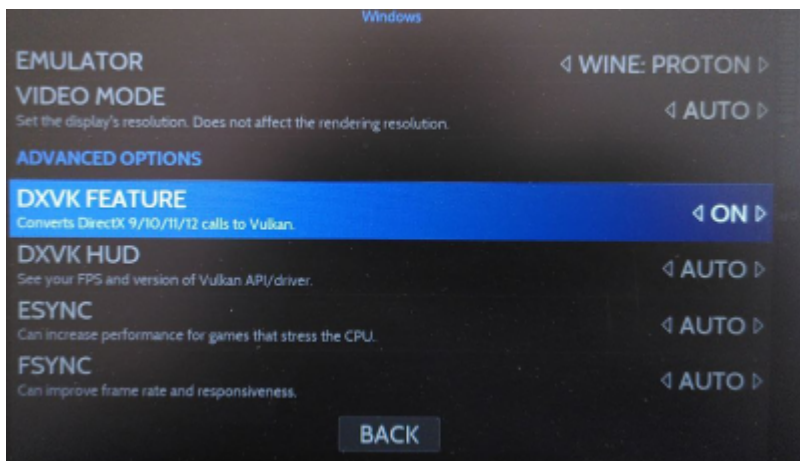 Windows
EMULATOR
WINE: PROTON
VIDEO MODE
Set the display's resolution. Does not affect the rendering resolution.
AUTO
ADVANCED OPTIONS
DXVK FEATURE
Converts DirectX 9/10/11/12 calls to Vulkan.
ON
DXVK HUD
See your FPS and version of Vulkan API/driver.
AUTO
ESYNC
Can increase performance for games that stress the CPU.
AUTO
FSYNC
Can improve frame rate and responsiveness.
AUTO
BACK